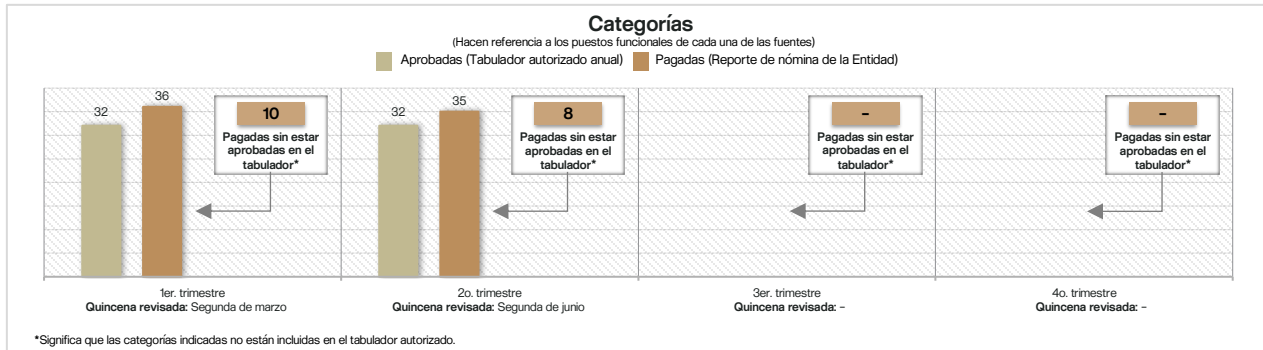 Categorías
(Hacen referencia a los puestos funcionales de cada una de las fuentes)
Aprobadas (Tabulador autorizado anual)
Pagadas (Reporte de nómina de la Entidad)
32
36
10
Pagadas sin estar
aprobadas en el
tabulador*
32
35
8
Pagadas sin estar
aprobadas en el
tabulador*
-
Pagadas sin estar
aprobadas en el
tabulador*
-
Pagadas sin estar
aprobadas en el
tabulador*
1er. trimestre
Quincena revisada: Segunda de marzo
2o. trimestre
Quincena revisada: Segunda de junio
3er. trimestre
Quincena revisada: -
4o. trimestre
Quincena revisada: -
*Significa que las categorías indicadas no están incluidas en el tabulador autorizado.